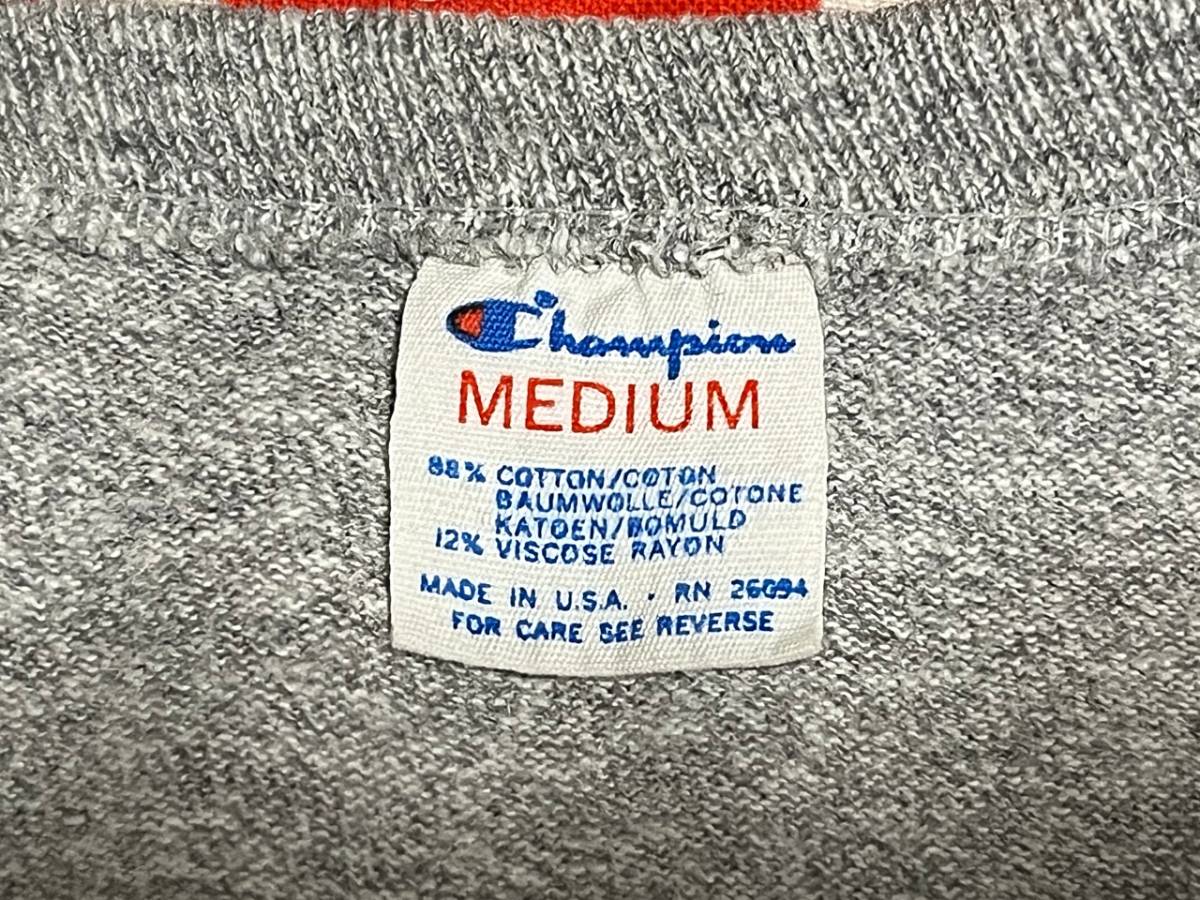 Champion
MEDIUM
88% COTTON/COTON
BAUMWOLLE/COTONE
KATOEN/BOMULD
12% VISCOSE RAYON
MADE IN U.S.A. · RN 26094
FOR CARE SEE REVERSE